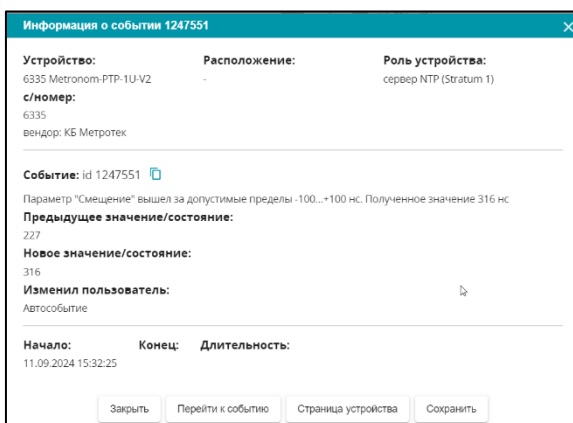 Информация о событии 1247551
Устройство: Расположение: Роль устройства:
6335 Metronom-PTP-1U-V2 - сервер NTP (Stratum 1)
с/номер:
6335
вендор: КБ Метротек
Событие: id 1247551
Параметр "Смещение" вышел за допустимые пределы -100...+100 нс. Полученное значение 316 нс
Предыдущее значение/состояние:
227
Новое значение/состояние:
316
Изменил пользователь:
Автособытие
Начало: Конец: Длительность:
11.09.2024 15:32:25
Закрыть Перейти к событию Страница устройства Сохранить